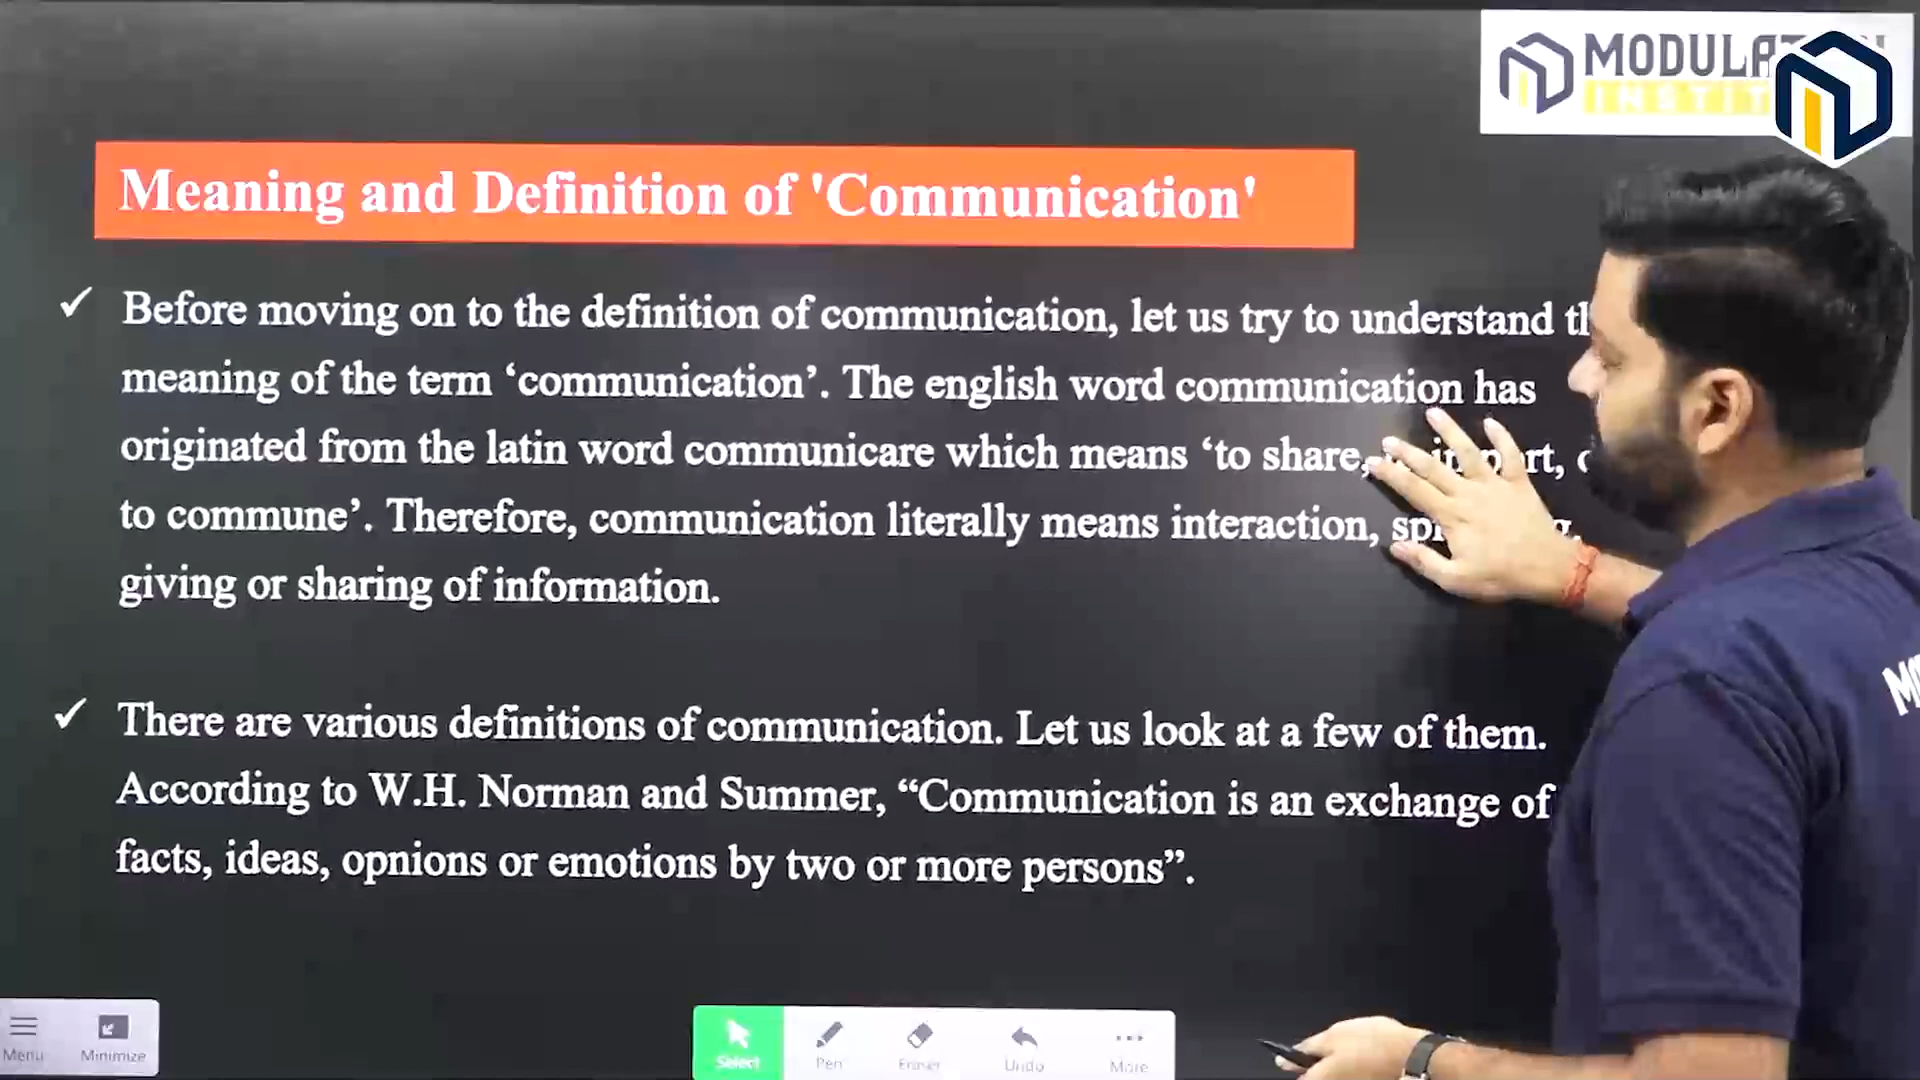 MODULAT
INSTIT
Meaning and Definition of 'Communication'
✓ Before moving on to the definition of communication, let us try to understand
meaning of the term ‘communication’. The english word communication has
originated from the latin word communicare which means ‘to share,
to commune’. Therefore, communication literally means interaction,
giving or sharing of information.
✓ There are various definitions of communication. Let us look at a few of them.
According to W.H. Norman and Summer, “Communication is an exchange of
facts, ideas, opnions or emotions by two or more persons”.
Menu Minimize Select Pen Eraser Undo More